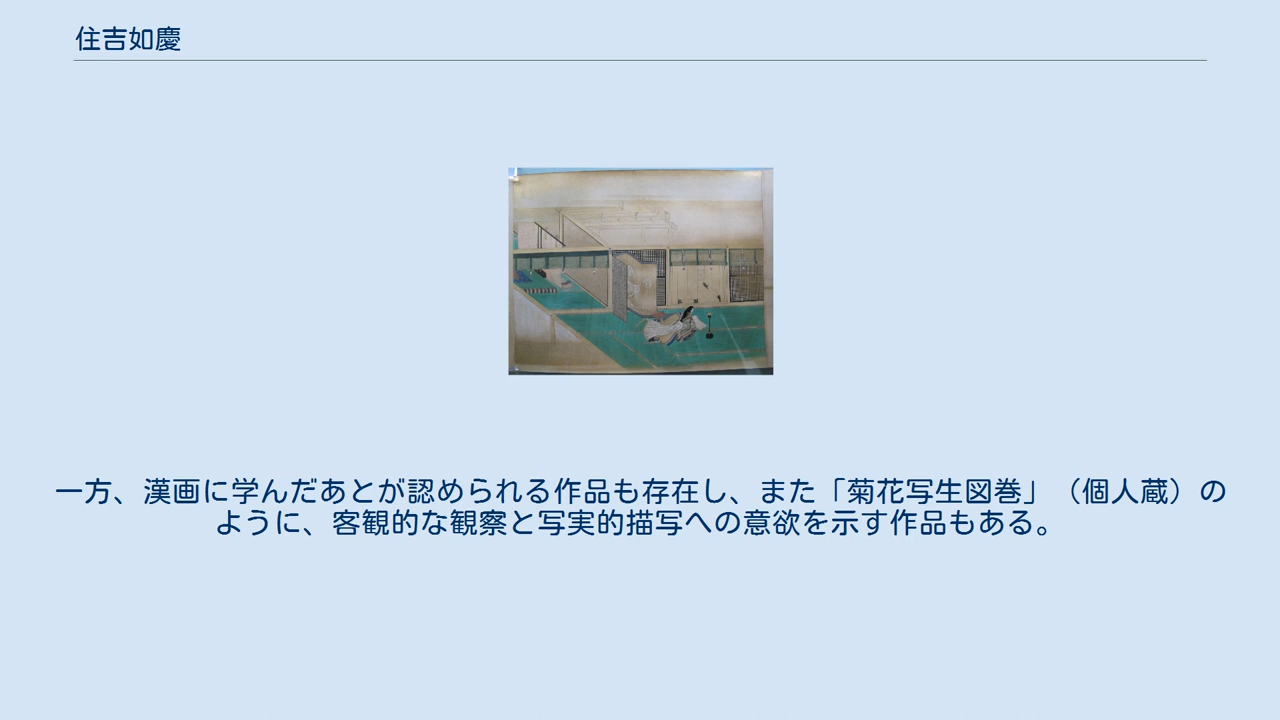 住吉如慶
一方、漢画に学んだあとが認められる作品も存在し、また「菊花写生図巻」（個人蔵）の
ように、客観的な観察と写実的描写への意欲を示す作品もある。